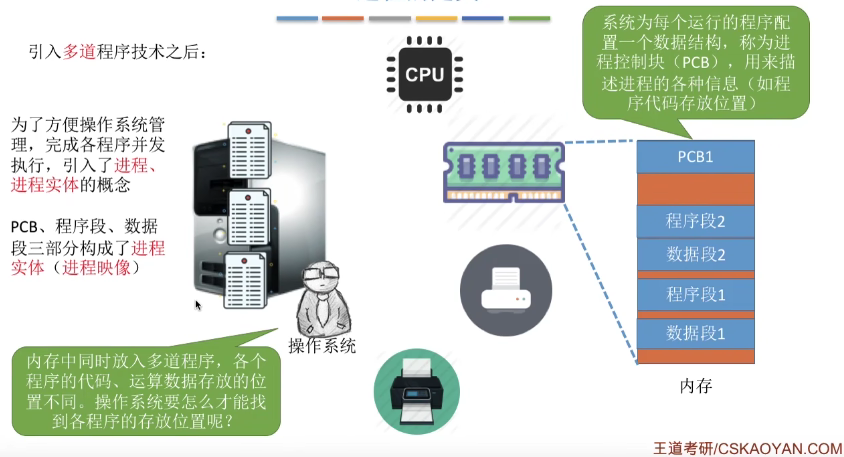 引入多道程序技术之后：
CPU
系统为每个运行的程序配
置一个数据结构，称为进
程控制块（PCB），用来描
述进程的各种信息（如程
序代码存放位置）
为了方便操作系统管
理，完成各程序并发
执行，引入了进程、
进程实体的概念
PCB、程序段、数据
段三部分构成了进程
实体（进程映像）
PCB1
程序段2
数据段2
程序段1
数据段1
内存
操作系统
内存中同时放入多道程序，各个
程序的代码、运算数据存放的位
置不同。操作系统要怎么才能找
到各程序的存放位置呢？
王道考研/CSKAOYAN.COM